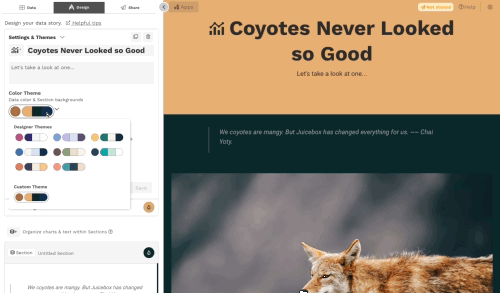 Data
Design
Share
Apps
Not shared
Help
Design your data story.
Helpful tips
Settings & Themes
Coyotes Never Looked so Good
Let's take a look at one...
Color Theme
Data color & Section backgrounds
Designer Themes
Custom Theme
Save
Organize charts & text within Sections
Section
Untitled Section
We coyotes are mangy. But Juicebox has changed
Coyotes Never Looked
so Good
Let's take a look at one...
We coyotes are mangy. But Juicebox has changed everything for us. —– Chai
Yoty.